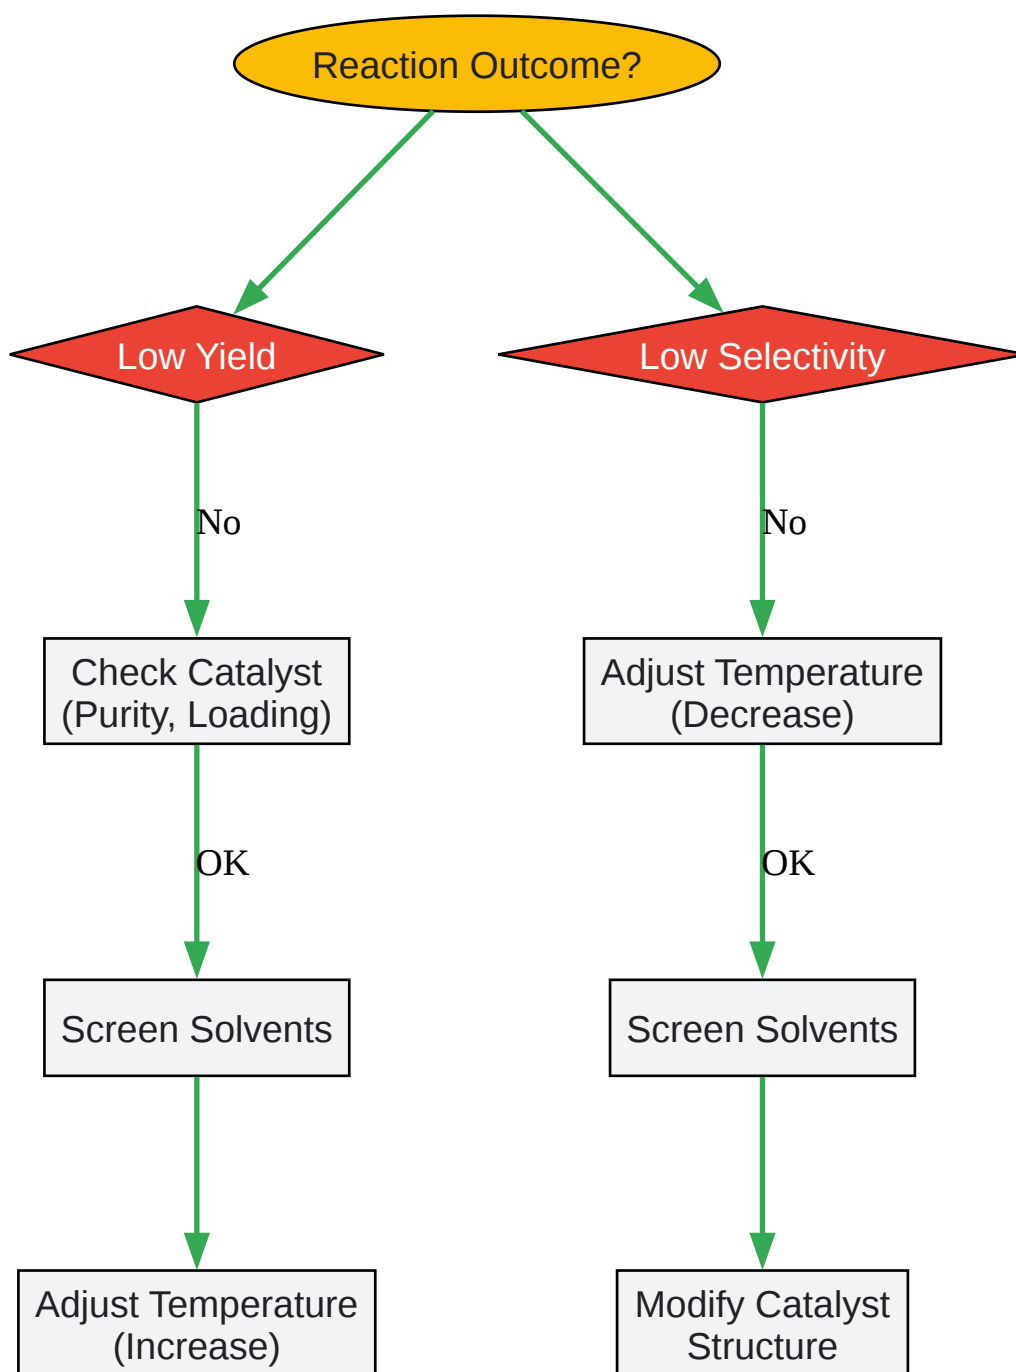 Reaction Outcome?
Low Yield
Low Selectivity
No
No
Check Catalyst
(Purity, Loading)
Adjust Temperature
(Decrease)
OK
OK
Screen Solvents
Screen Solvents
Adjust Temperature
(Increase)
Modify Catalyst
Structure